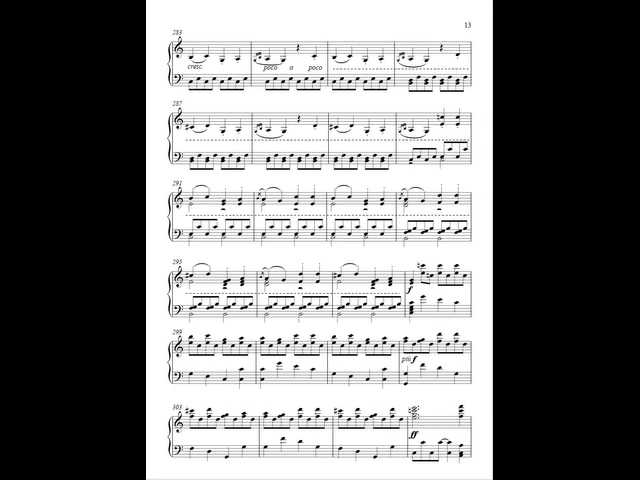 13
283
cresc. poco a poco
287
291
295
f
299
più f
303
ff